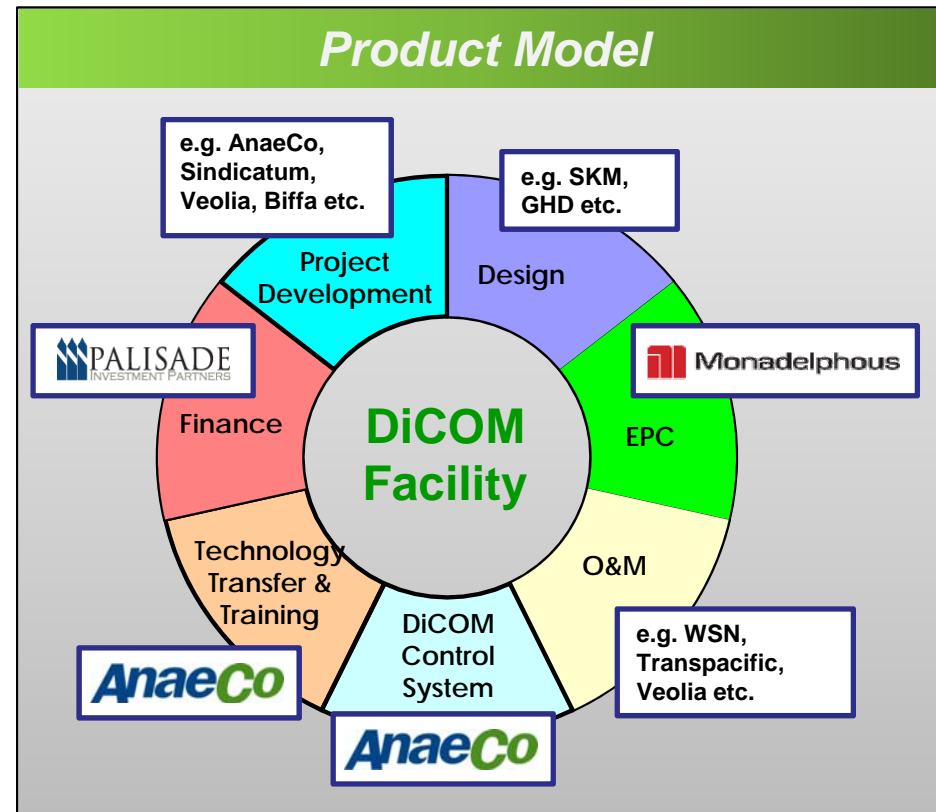 Product Model
e.g. AnaeCo,
Sindicatum,
Veolia, Biffa etc.
e.g. SKM,
GHD etc.
Project
Development
Design
PALISADE
INVESTMENT PARTNERS
Monadelphous
Finance
DiCOM
Facility
EPC
Technology
Transfer &
Training
O&M
DiCOM
Control
System
e.g. WSN,
Transpacific,
Veolia etc.
AnaeCo
AnaeCo